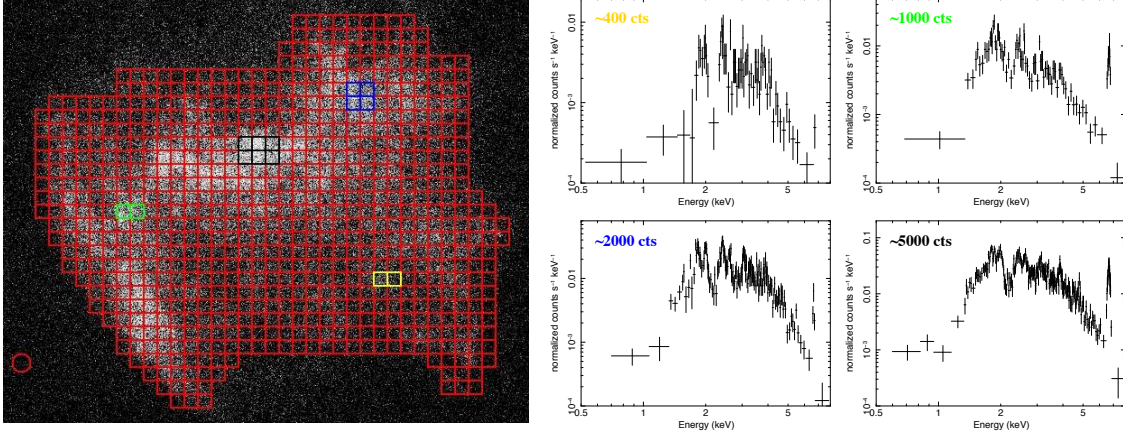 ~400 cts
normalized counts s⁻¹ keV⁻¹
0.01
10⁻³
10⁻⁴
0.5 1 2 5
Energy (keV)
~1000 cts
normalized counts s⁻¹ keV⁻¹
0.01
10⁻³
10⁻⁴
0.5 1 2 5
Energy (keV)
~2000 cts
normalized counts s⁻¹ keV⁻¹
0.01
10⁻³
10⁻⁴
0.5 1 2 5
Energy (keV)
~5000 cts
normalized counts s⁻¹ keV⁻¹
0.1
0.01
10⁻³
10⁻⁴
0.5 1 2 5
Energy (keV)